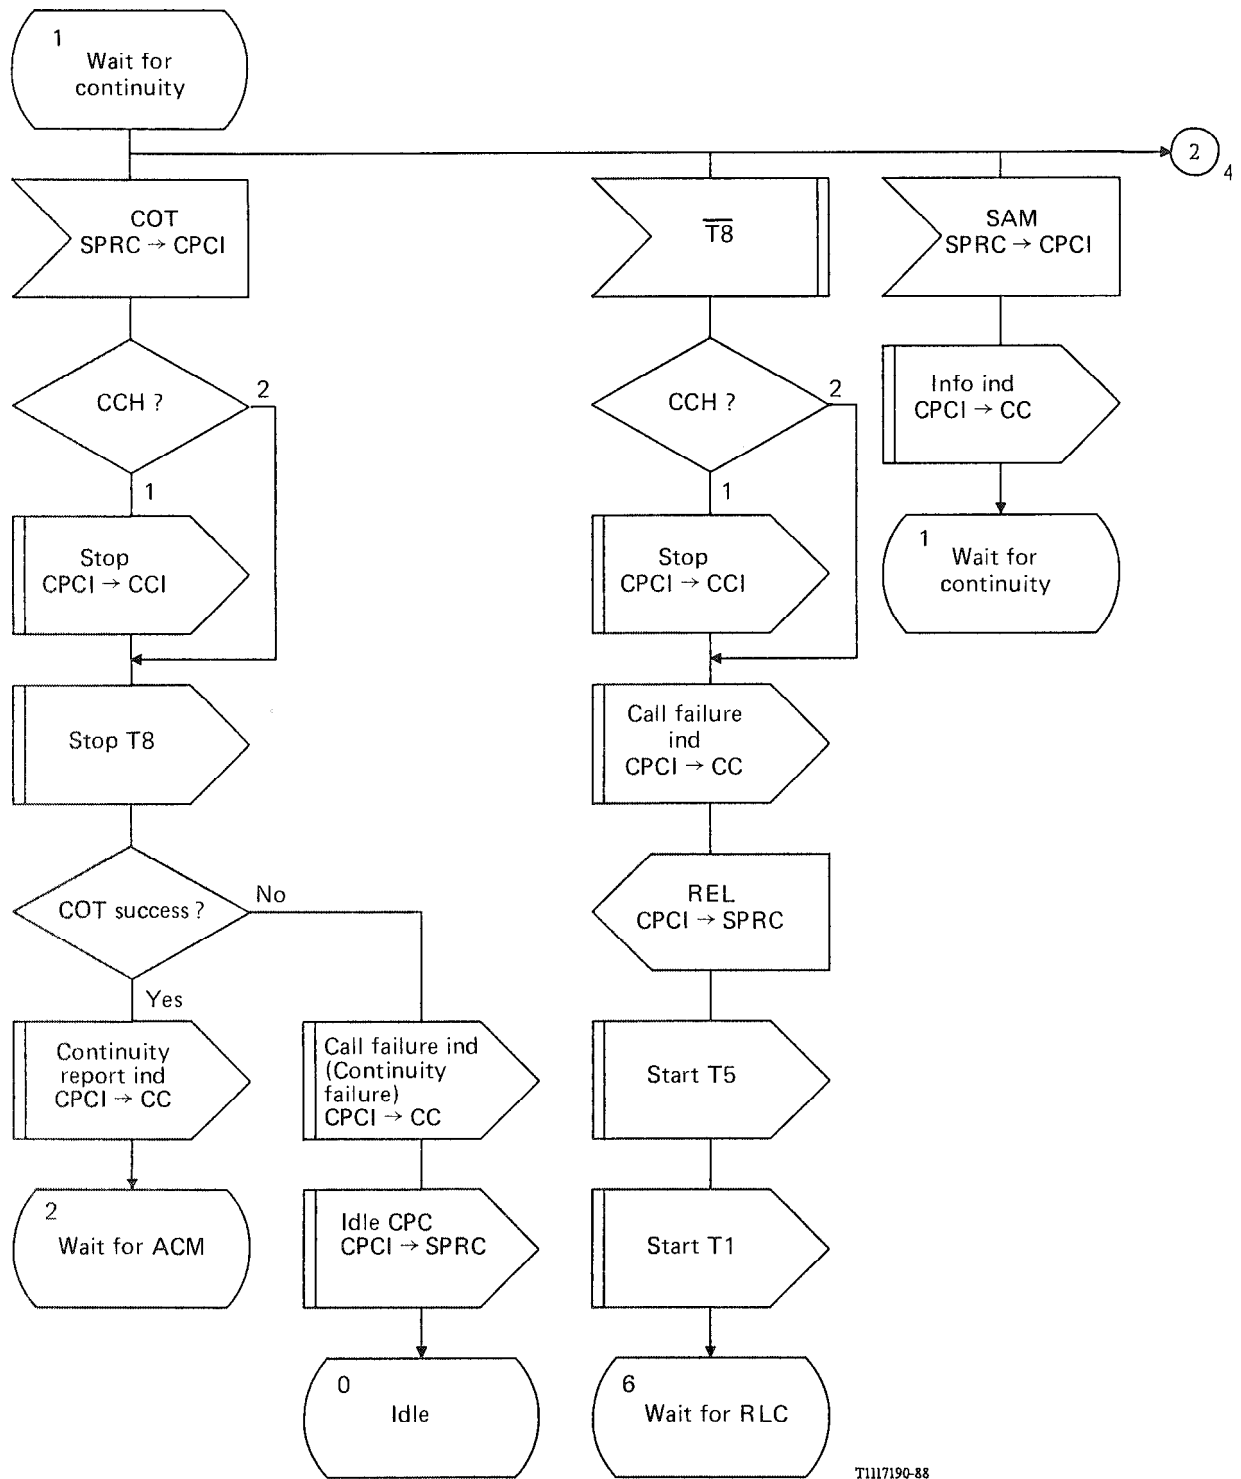 1
Wait for
continuity
2
4
COT
SPRC → CPCI
T8
SAM
SPRC → CPCI
CCH ?
2
1
CCH ?
2
1
Info ind
CPCI → CC
Stop
CPCI → CCI
Stop
CPCI → CCI
1
Wait for
continuity
Stop T8
Call failure
ind
CPCI → CC
COT success ?
No
Yes
REL
CPCI → SPRC
Continuity
report ind
CPCI → CC
Call failure ind
(Continuity
failure)
CPCI → CC
Start T5
2
Wait for ACM
Idle CPC
CPCI → SPRC
Start T1
0
Idle
6
Wait for RLC
T1117190-88